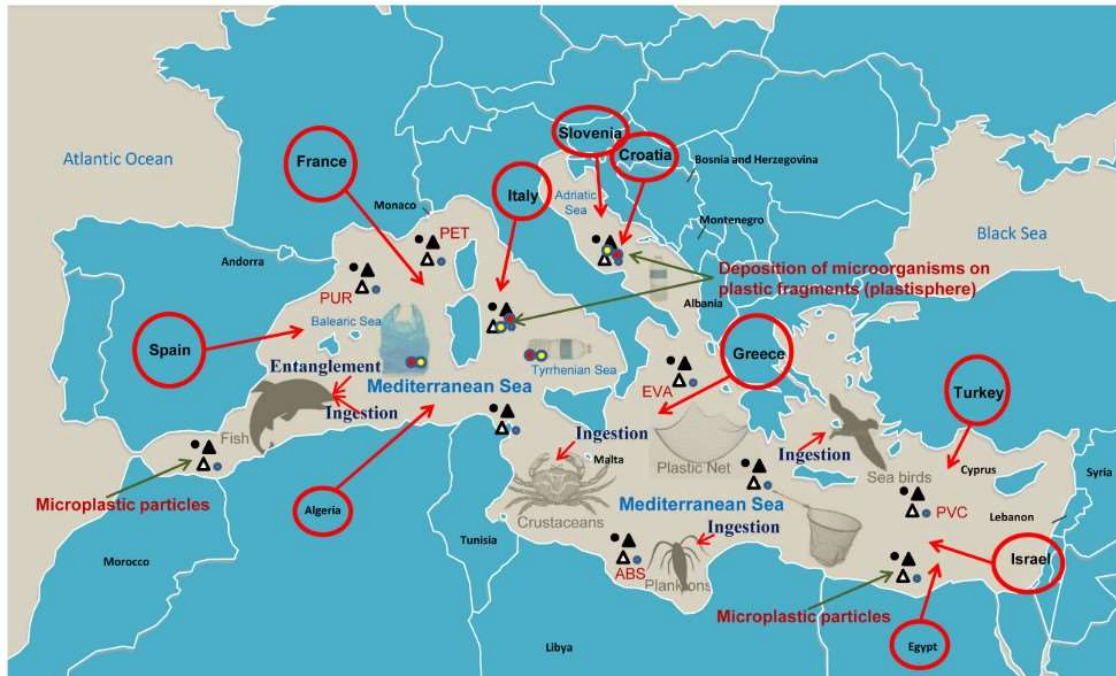 Atlantic Ocean
France
Slovenia
Croatia
Bosnia and Herzegovina
Italy
Adriatic
Sea
Monaco
Montenegro
Black Sea
PET
Andorra
PUR
Deposition of microorganisms on
plastic fragments (plastisphere)
Albania
Balearic Sea
Spain
Greece
Entanglement
Tyrrhenian Sea
EVA
Mediterranean Sea
Turkey
Ingestion
Fish
Ingestion
Malta
Plastic Net
Ingestion
Sea birds
Cyprus
Syria
Microplastic particles
Algeria
Crustaceans
Mediterranean Sea
PVC
Lebanon
Ingestion
Tunisia
Morocco
ABS
Planktons
Israel
Microplastic particles
Libya
Egypt